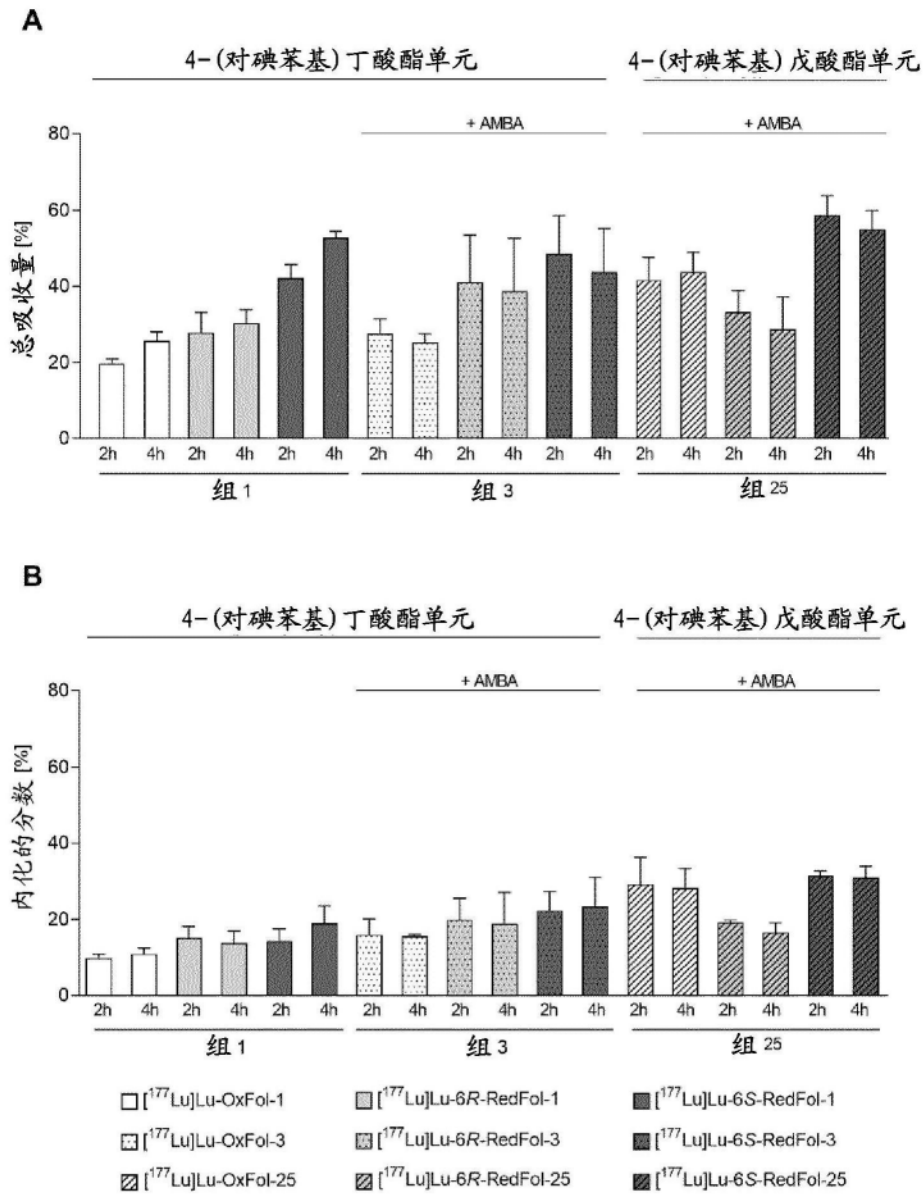 A
4-(对碘苯基) 丁酸酯单元
4-(对碘苯基) 戊酸酯单元
+ AMBA
+ AMBA
总吸收量 [%]
80
60
40
20
0
2h 4h 2h 4h 2h 4h 2h 4h 2h 4h 2h 4h 2h 4h 2h 4h 2h 4h
组 1
组 3
组 25
B
4-(对碘苯基) 丁酸酯单元
4-(对碘苯基) 戊酸酯单元
+ AMBA
+ AMBA
内化的分数 [%]
80
60
40
20
0
2h 4h 2h 4h 2h 4h 2h 4h 2h 4h 2h 4h 2h 4h 2h 4h 2h 4h
组 1
组 3
组 25
[¹⁷⁷Lu]Lu-OxFol-1
[¹⁷⁷Lu]Lu-6R-RedFol-1
[¹⁷⁷Lu]Lu-6S-RedFol-1
[¹⁷⁷Lu]Lu-OxFol-3
[¹⁷⁷Lu]Lu-6R-RedFol-3
[¹⁷⁷Lu]Lu-6S-RedFol-3
[¹⁷⁷Lu]Lu-OxFol-25
[¹⁷⁷Lu]Lu-6R-RedFol-25
[¹⁷⁷Lu]Lu-6S-RedFol-25